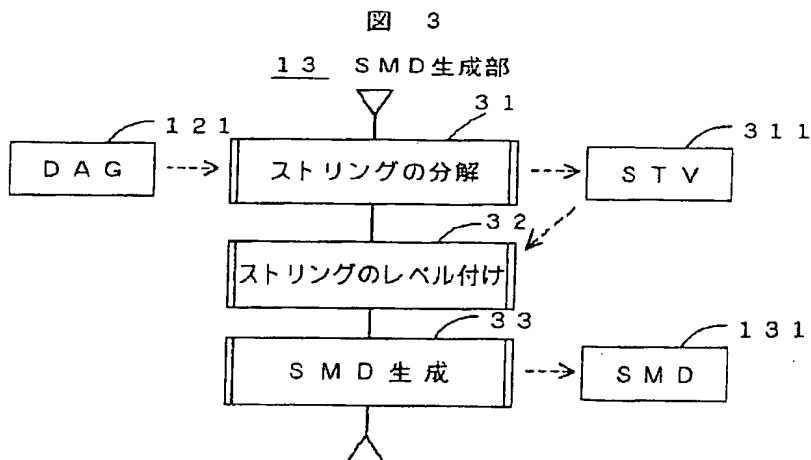 図 3
13 SMD生成部
31
121
311
DAG
ストリングの分解
STV
32
ストリングのレベル付け
33
131
SMD生成
SMD